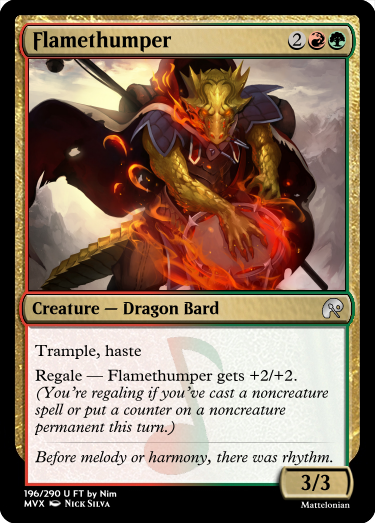 Flamethumper 2
Creature — Dragon Bard
Trample, haste
Regale — Flamethumper gets +2/+2.
(You're regaling if you've cast a noncreature
spell or put a counter on a noncreature
permanent this turn.)
Before melody or harmony, there was rhythm.
3/3
196/290 U FT by Nim
MVX Nick Silva
Mattelonian